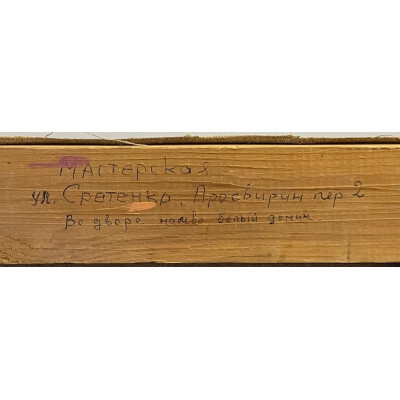 Мастерская
ул. Сретенка, Просвирин пер 2
Во дворе налево белый домик